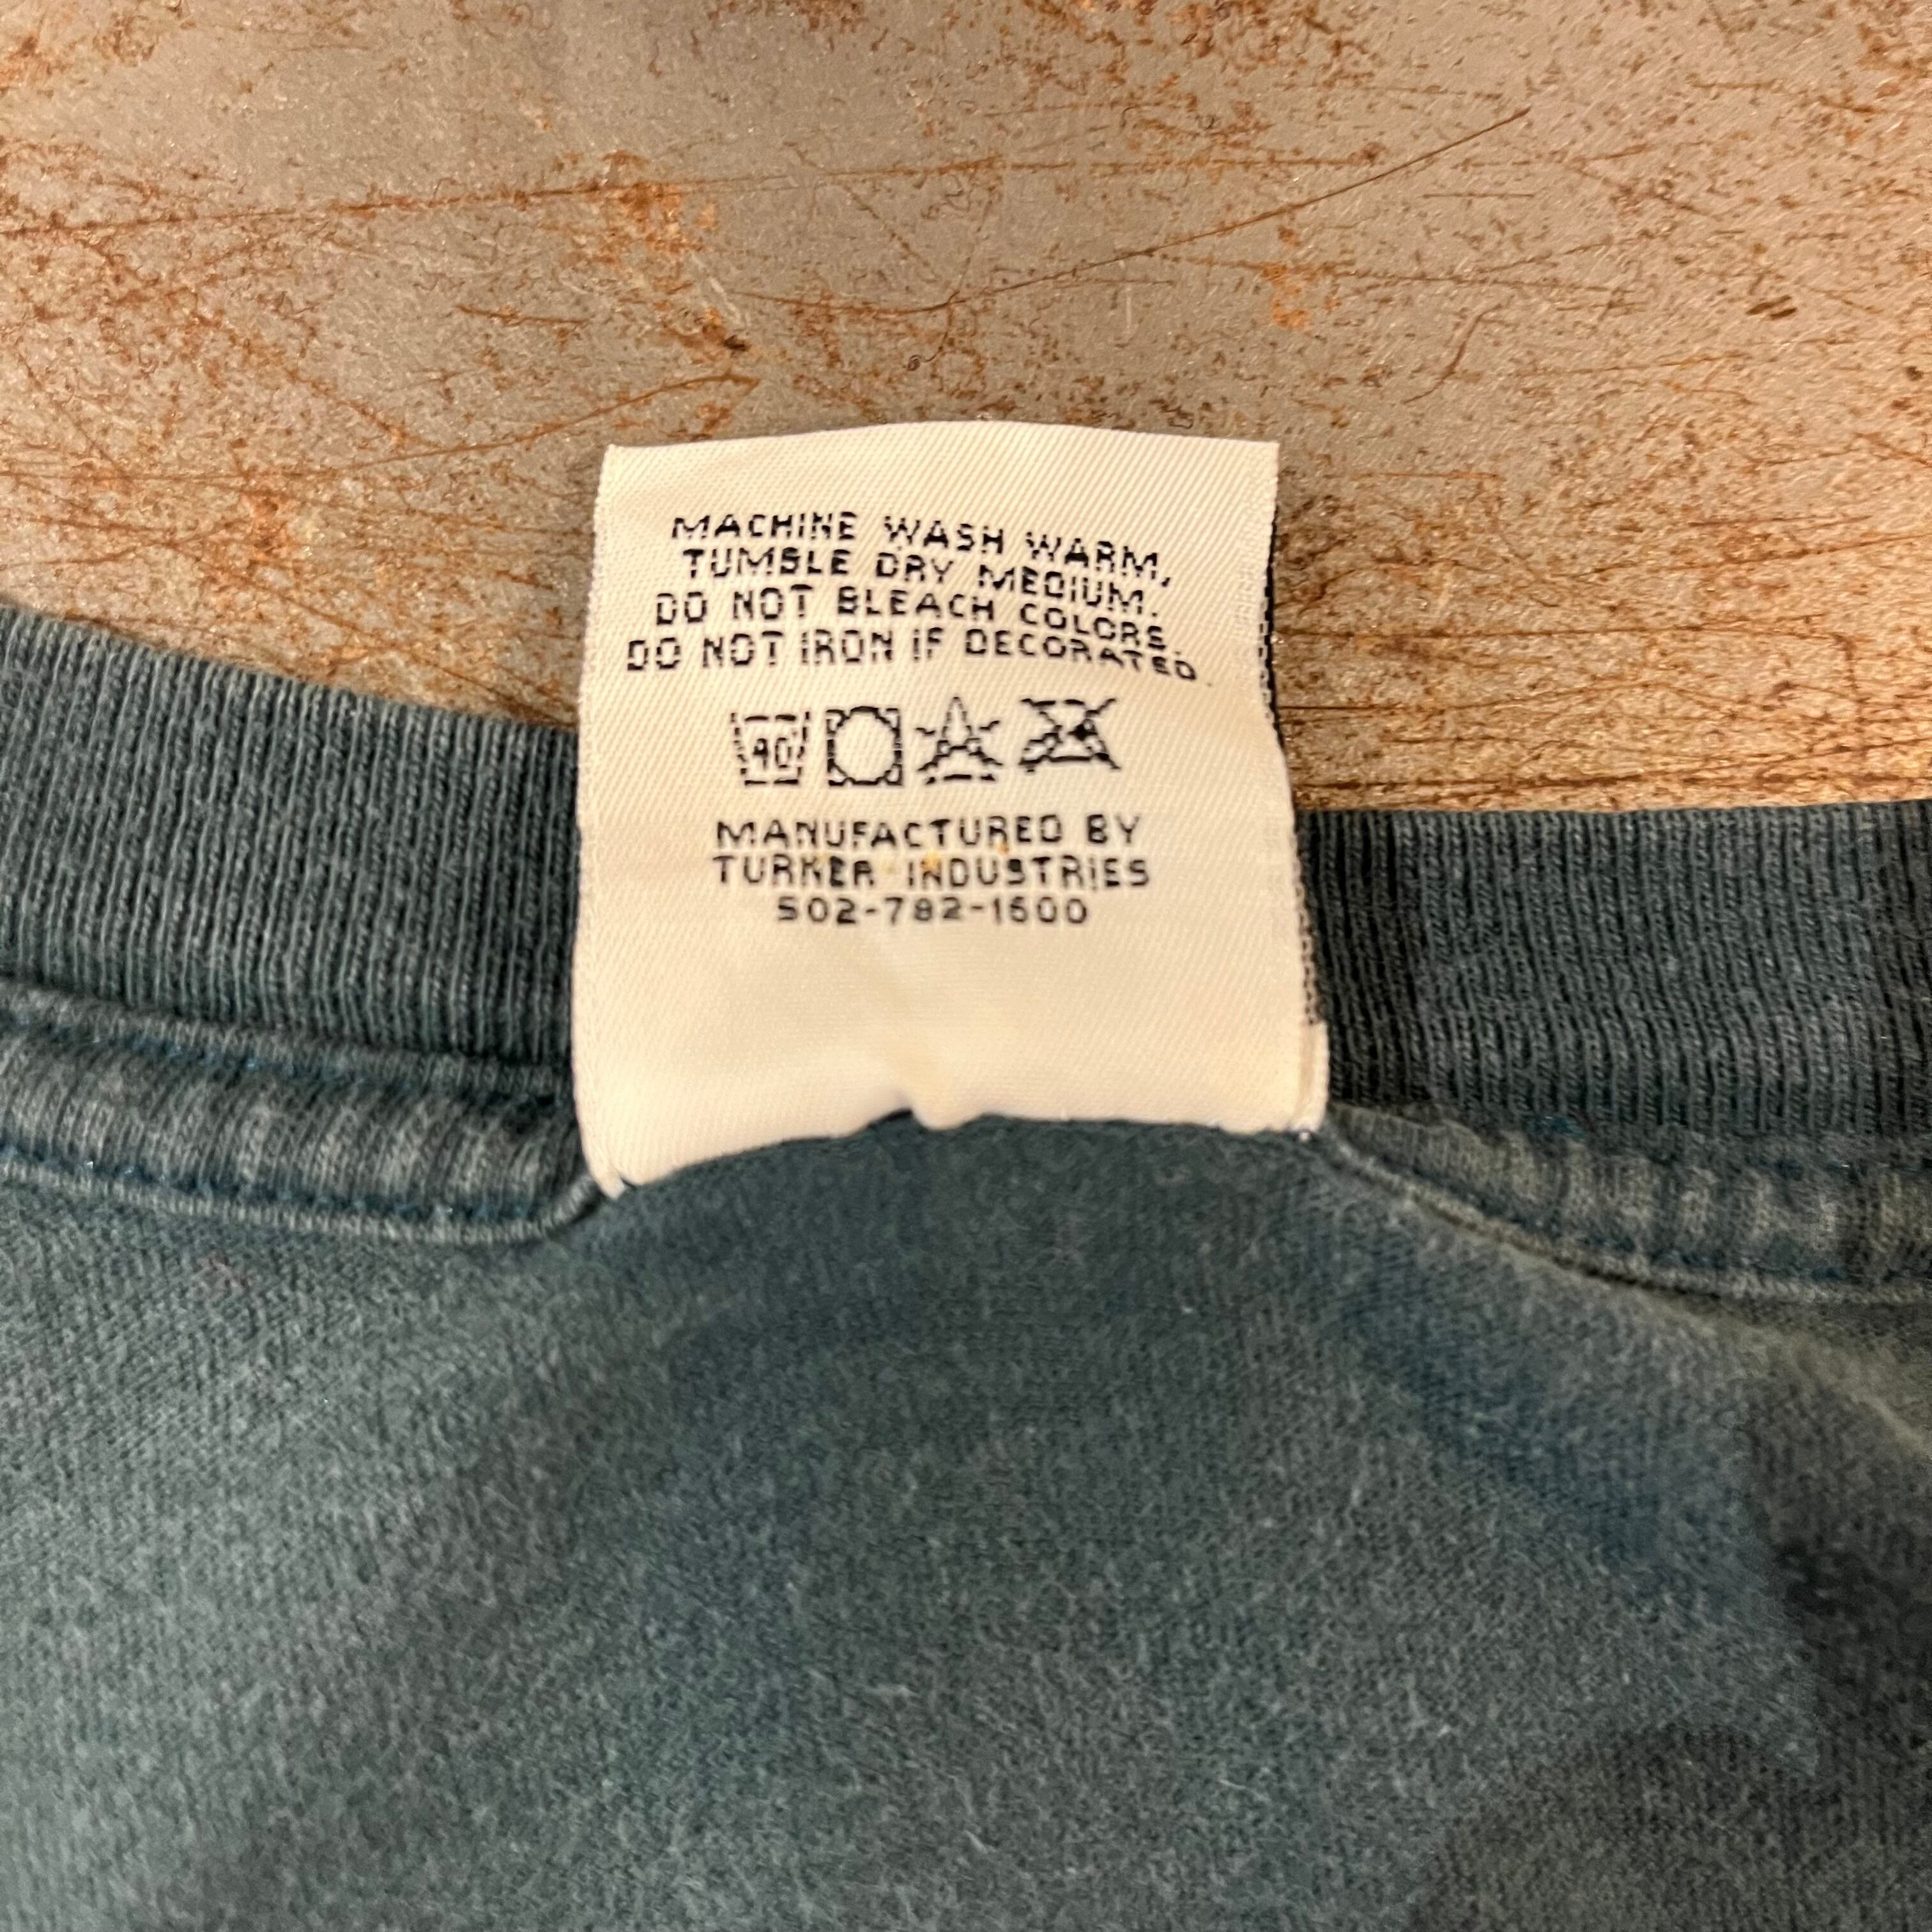 MACHINE WASH WARM,
TUMBLE DRY MEDIUM.
DO NOT BLEACH COLORS.
DO NOT IRON IF DECORATED.
40
MANUFACTURED BY
TURKER INDUSTRIES
502-782-1600